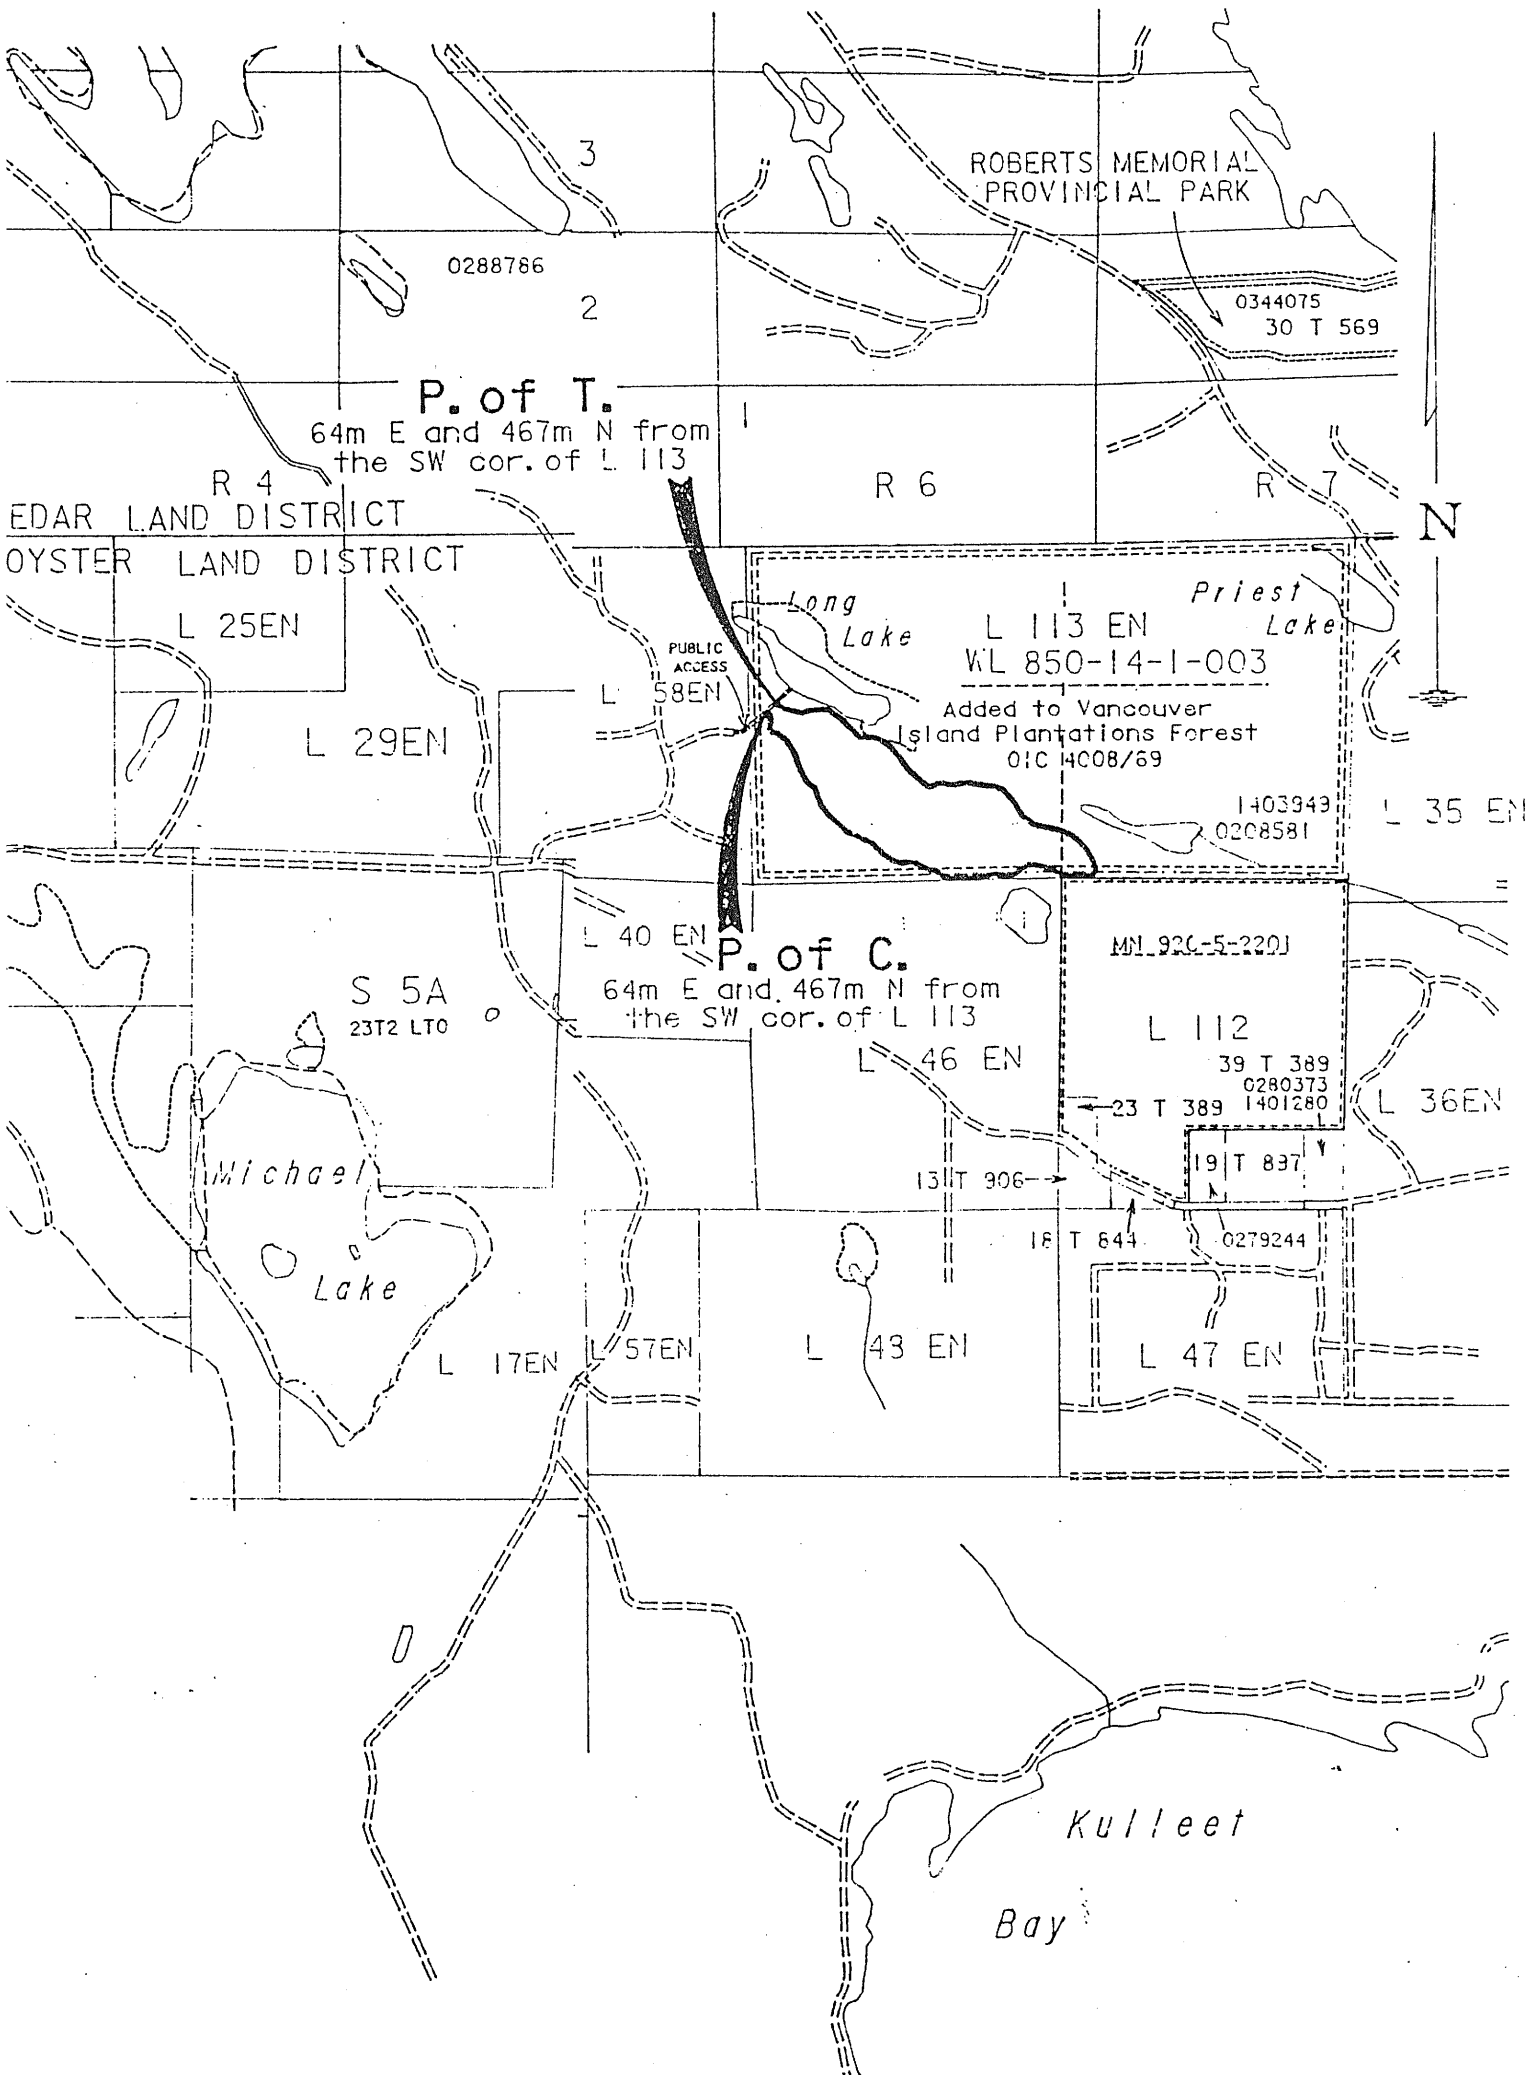 3
ROBERTS MEMORIAL
PROVINCIAL PARK
0288786
2
0344075
30 T 569
P. of T.
64m E and 467m N from
the SW cor. of L 113
1
R 4
R 6
R 7
N
EDAR LAND DISTRICT
OYSTER LAND DISTRICT
L 25EN
Long
Lake
Priest
Lake
L 113 EN
WL 850-14-1-003
PUBLIC
ACCESS
L 58EN
Added to Vancouver
Island Plantations Forest
OIC 4008/69
L 29EN
1403949
0208581
L 35 EN
L 40 EN
P. of C.
64m E and 467m N from
the SW cor. of L 113
MN 92G-5-2201
S 5A
23T2 LTO
L 112
L 46 EN
39 T 389
0280373
1401280
23 T 389
L 36EN
Michael
Lake
13 T 906
19 T 897
18 T 844
0279244
L 17EN
L 57EN
L 43 EN
L 47 EN
Kulleet
Bay